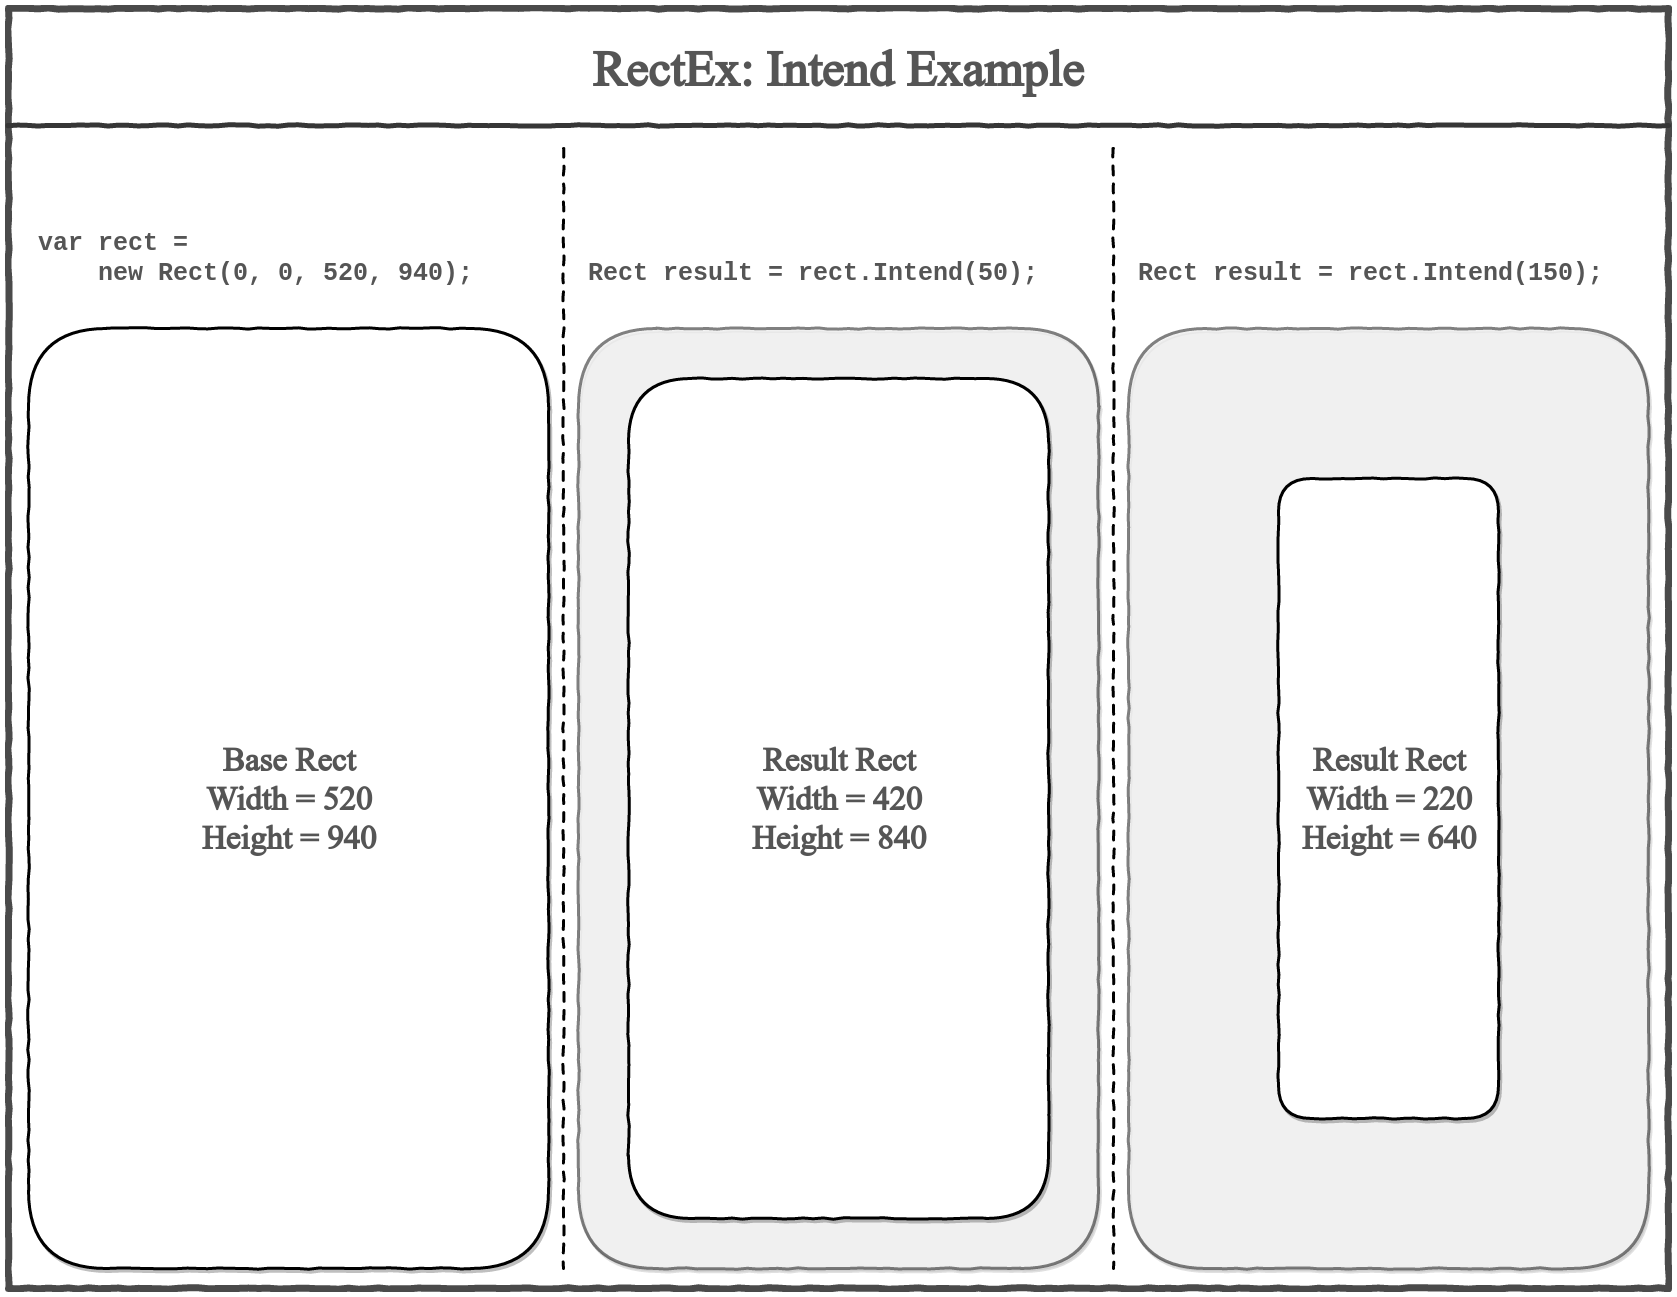 RectEx: Intend Example
var rect =
    new Rect(0, 0, 520, 940);
Rect result = rect.Intend(50);
Rect result = rect.Intend(150);
Base Rect
Width = 520
Height = 940
Result Rect
Width = 420
Height = 840
Result Rect
Width = 220
Height = 640